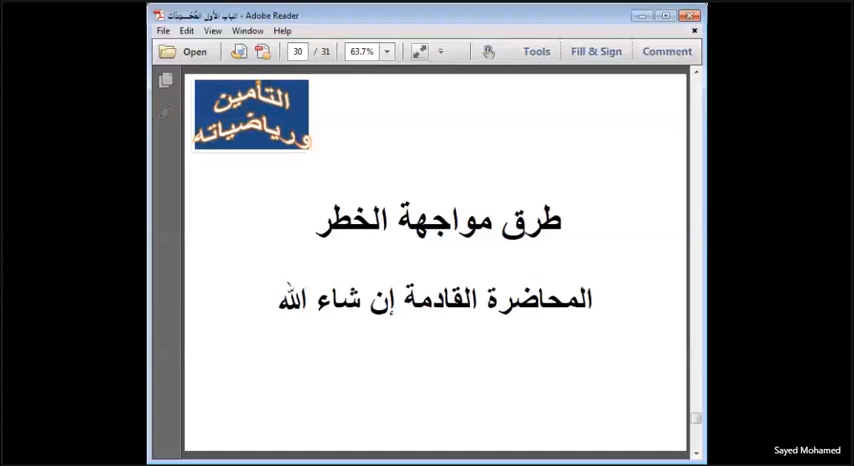 الباب الأول المحـــتويات - Adobe Reader
File Edit View Window Help
Open 30 / 31 63.7% Tools Fill & Sign Comment
التأمين
ورياضياته
طرق مواجهة الخطر
المحاضرة القادمة إن شاء الله
Sayed Mohamed